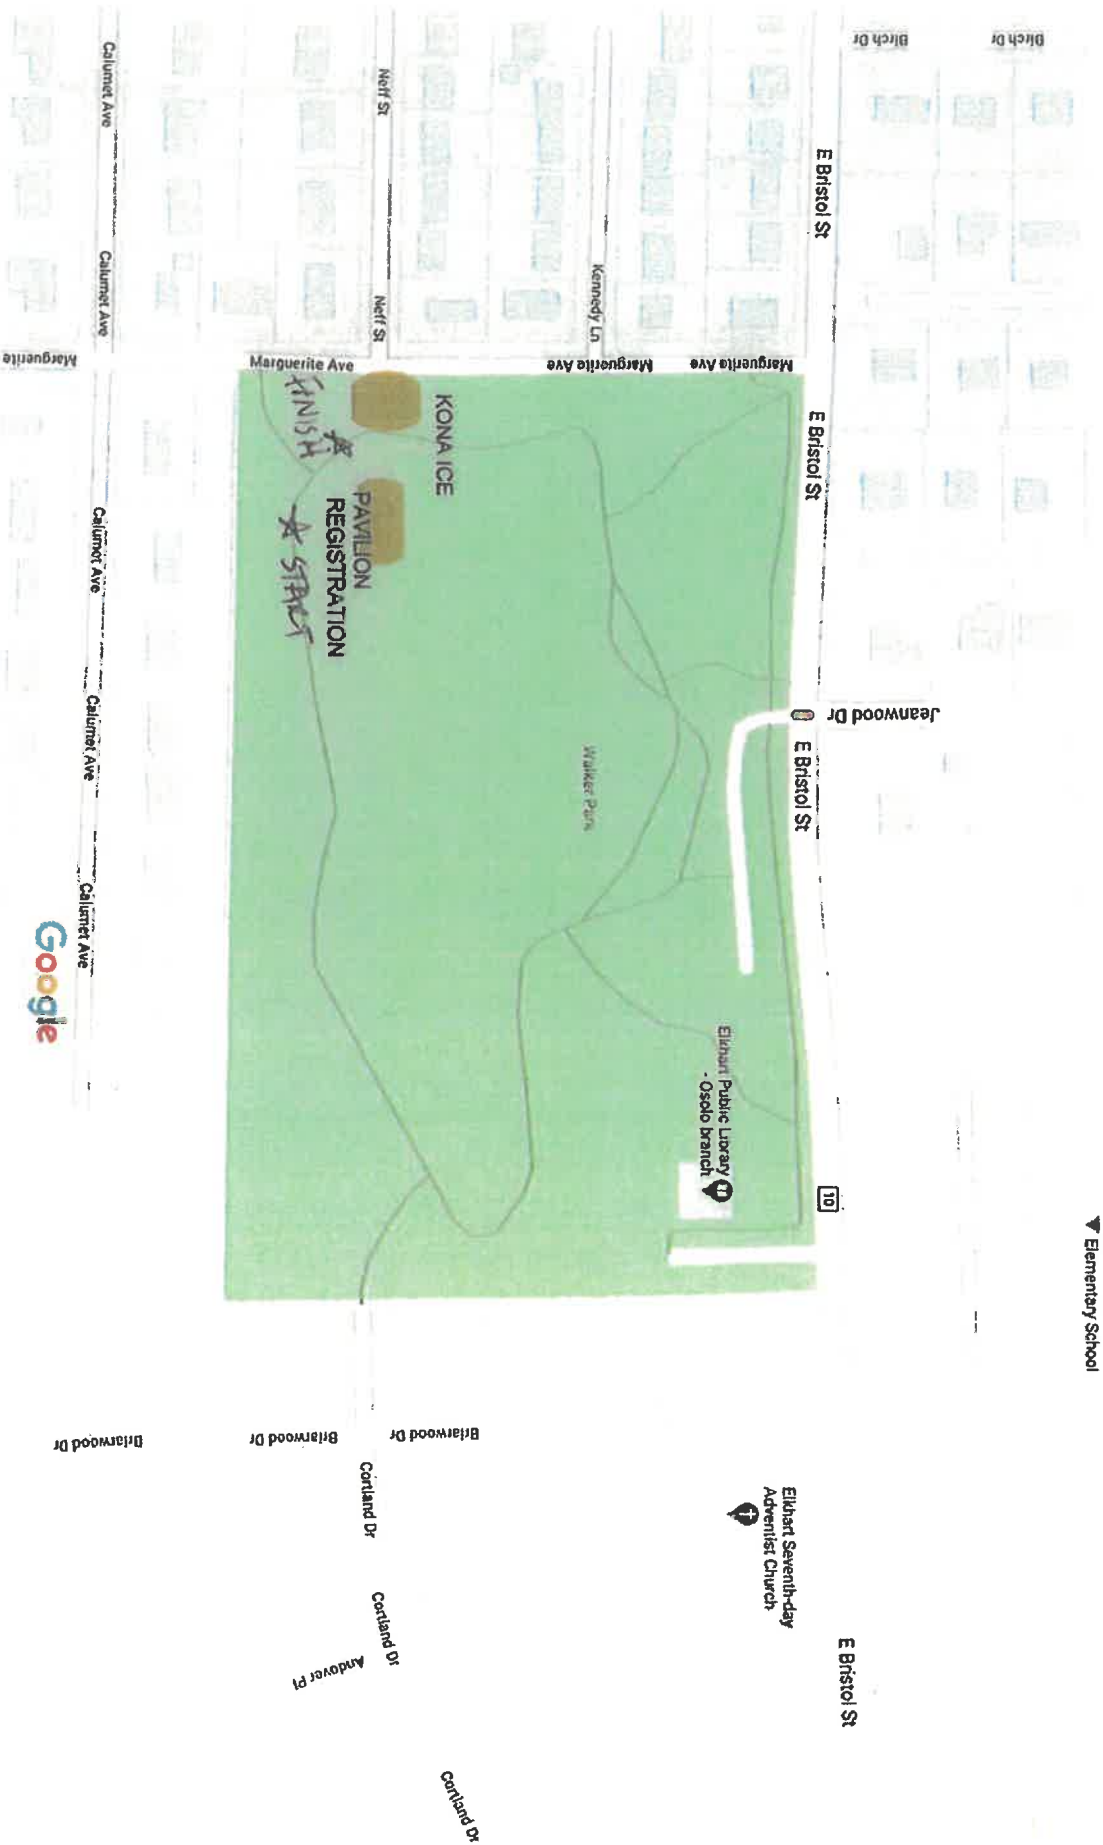 Elementary School
Birch Dr
Birch Dr
Jeanwood Dr
E Bristol St
E Bristol St
E Bristol St
10
E Bristol St
Marguerite Ave
Elkhart Seventh-day
Adventist Church
Elkhart Public Library
- Osolo branch
Marguerite Ave
Kennedy Ln
Walker Park
KONA ICE
Briarwood Dr
Cortland Dr
Neff St
Neff St
PAVILION
REGISTRATION
Cortland Dr
Cortland Dr
Marguerite Ave
FINISH
START
Briarwood Dr
Andover Pl
Calumet Ave
Calumet Ave
Calumet Ave
Calumet Ave
Calumet Ave
Briarwood Dr
Marguerite
Google